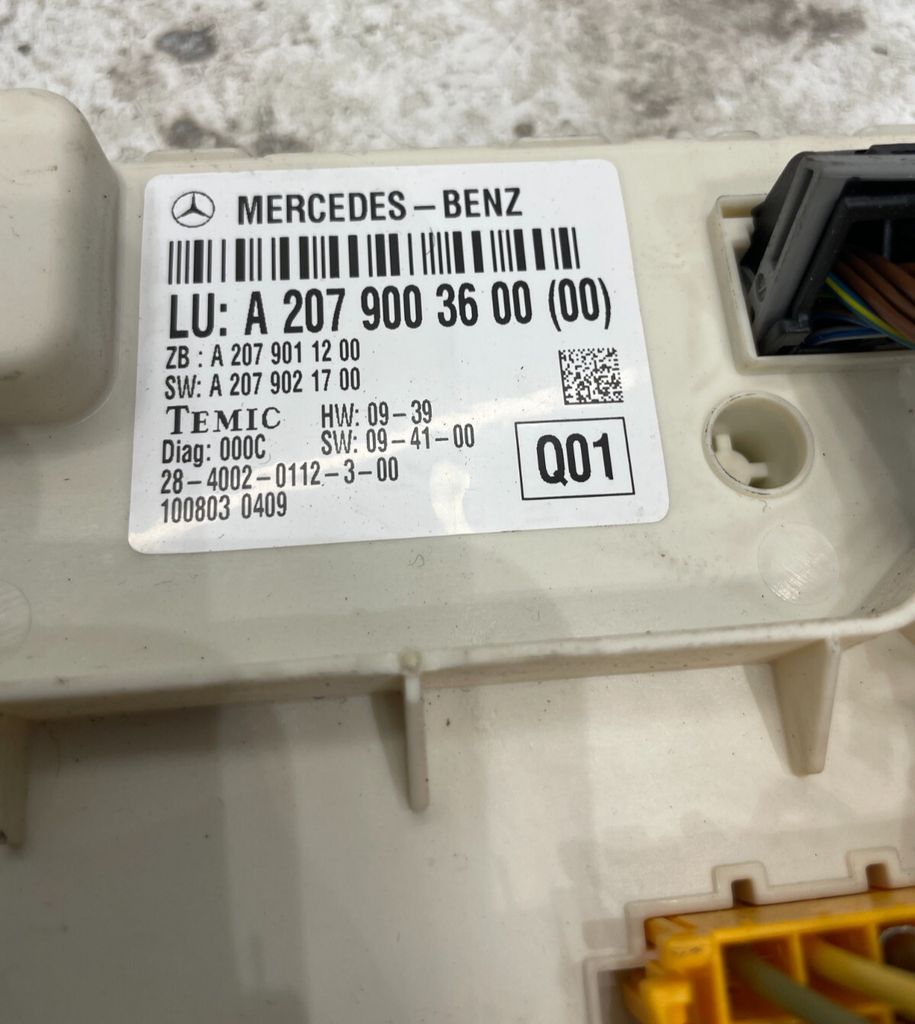 MERCEDES-BENZ
LU: A 207 900 36 00 (00)
ZB : A 207 901 12 00
SW: A 207 902 17 00
TEMIC HW: 09-39
Diag: 000C SW: 09-41-00
28-4002-0112-3-00
100803 0409
Q01